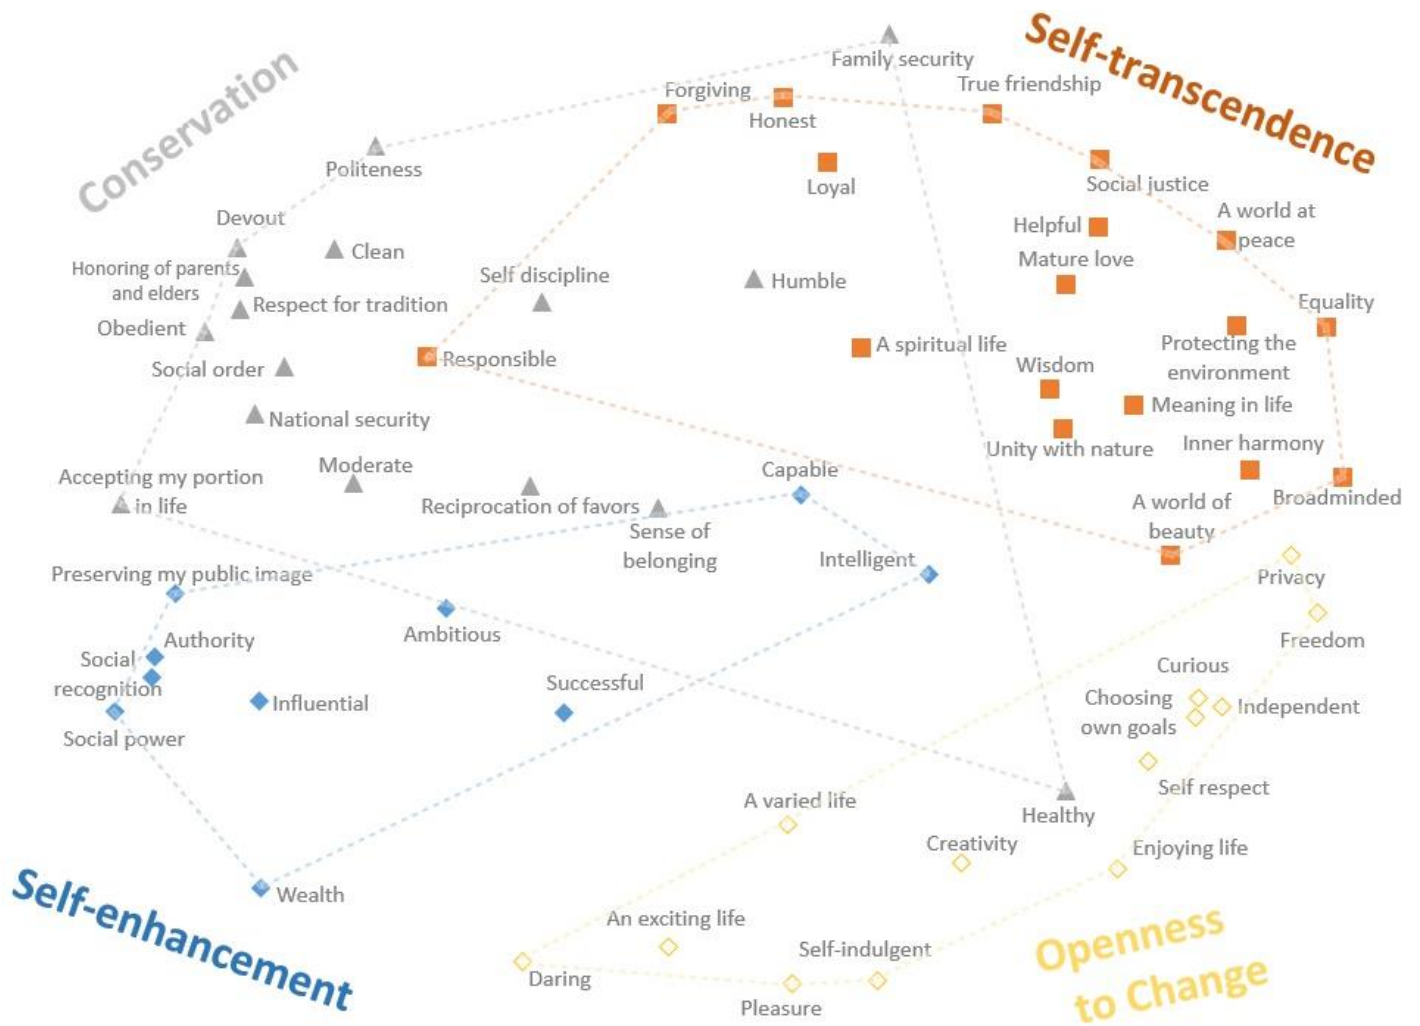 Self-transcendence
Conservation
Family security
Forgiving
True friendship
Honest
Politeness
Loyal
Social justice
Devout
A world at
peace
Helpful
Clean
Mature love
Honoring of parents
and elders
Self discipline
Humble
Respect for tradition
Equality
Obedient
Protecting the
environment
A spiritual life
Responsible
Wisdom
Social order
Meaning in life
National security
Inner harmony
Unity with nature
Moderate
Capable
Accepting my portion
in life
Broadminded
Reciprocation of favors
A world of
beauty
Sense of
belonging
Intelligent
Preserving my public image
Privacy
Ambitious
Authority
Freedom
Social
recognition
Curious
Successful
Choosing
own goals
Influential
Independent
Social power
Self respect
A varied life
Healthy
Creativity
Enjoying life
Wealth
Self-enhancement
An exciting life
Self-indulgent
Openness
to Change
Daring
Pleasure